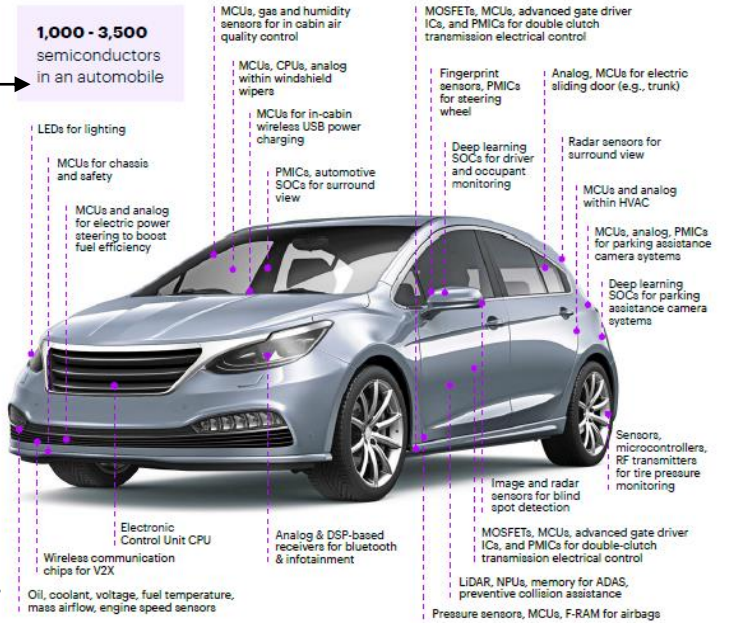 1,000 - 3,500
semiconductors
in an automobile
MCUs, gas and humidity
sensors for in cabin air
quality control
MOSFETs, MCUs, advanced gate driver
ICs, and PMICs for double clutch
transmission electrical control
MCUs, CPUs, analog
within windshield
wipers
Fingerprint
sensors, PMICs
for steering
wheel
Analog, MCUs for electric
sliding door (e.g., trunk)
LEDs for lighting
MCUs for in-cabin
wireless USB power
charging
Deep learning
SOCs for driver
and occupant
monitoring
Radar sensors for
surround view
MCUs for chassis
and safety
PMICs, automotive
SOCs for surround
view
MCUs and analog
within HVAC
MCUs and analog
for electric power
steering to boost
fuel efficiency
MCUs, analog, PMICs
for parking assistance
camera systems
Deep learning
SOCs for parking
assistance camera
systems
Sensors,
microcontrollers,
RF transmitters
for tire pressure
monitoring
Image and radar
sensors for blind
spot detection
Electronic
Control Unit CPU
Analog & DSP-based
receivers for bluetooth
& infotainment
MOSFETs, MCUs, advanced gate driver
ICs, and PMICs for double-clutch
transmission electrical control
Wireless communication
chips for V2X
LiDAR, NPUs, memory for ADAS,
preventive collision assistance
Oil, coolant, voltage, fuel temperature,
mass airflow, engine speed sensors
Pressure sensors, MCUs, F-RAM for airbags